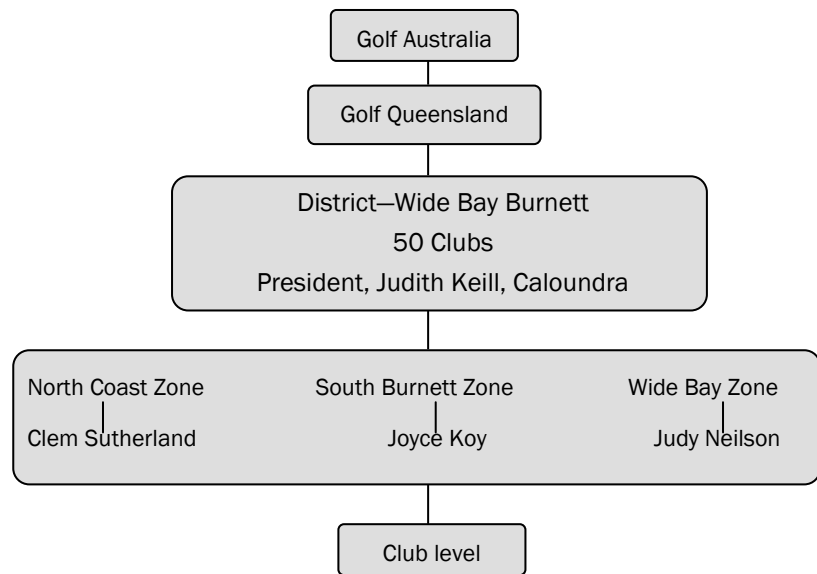 Golf Australia
Golf Queensland
District—Wide Bay Burnett
50 Clubs
President, Judith Keill, Caloundra
North Coast Zone South Burnett Zone Wide Bay Zone
Clem Sutherland Joyce Koy Judy Neilson
Club level